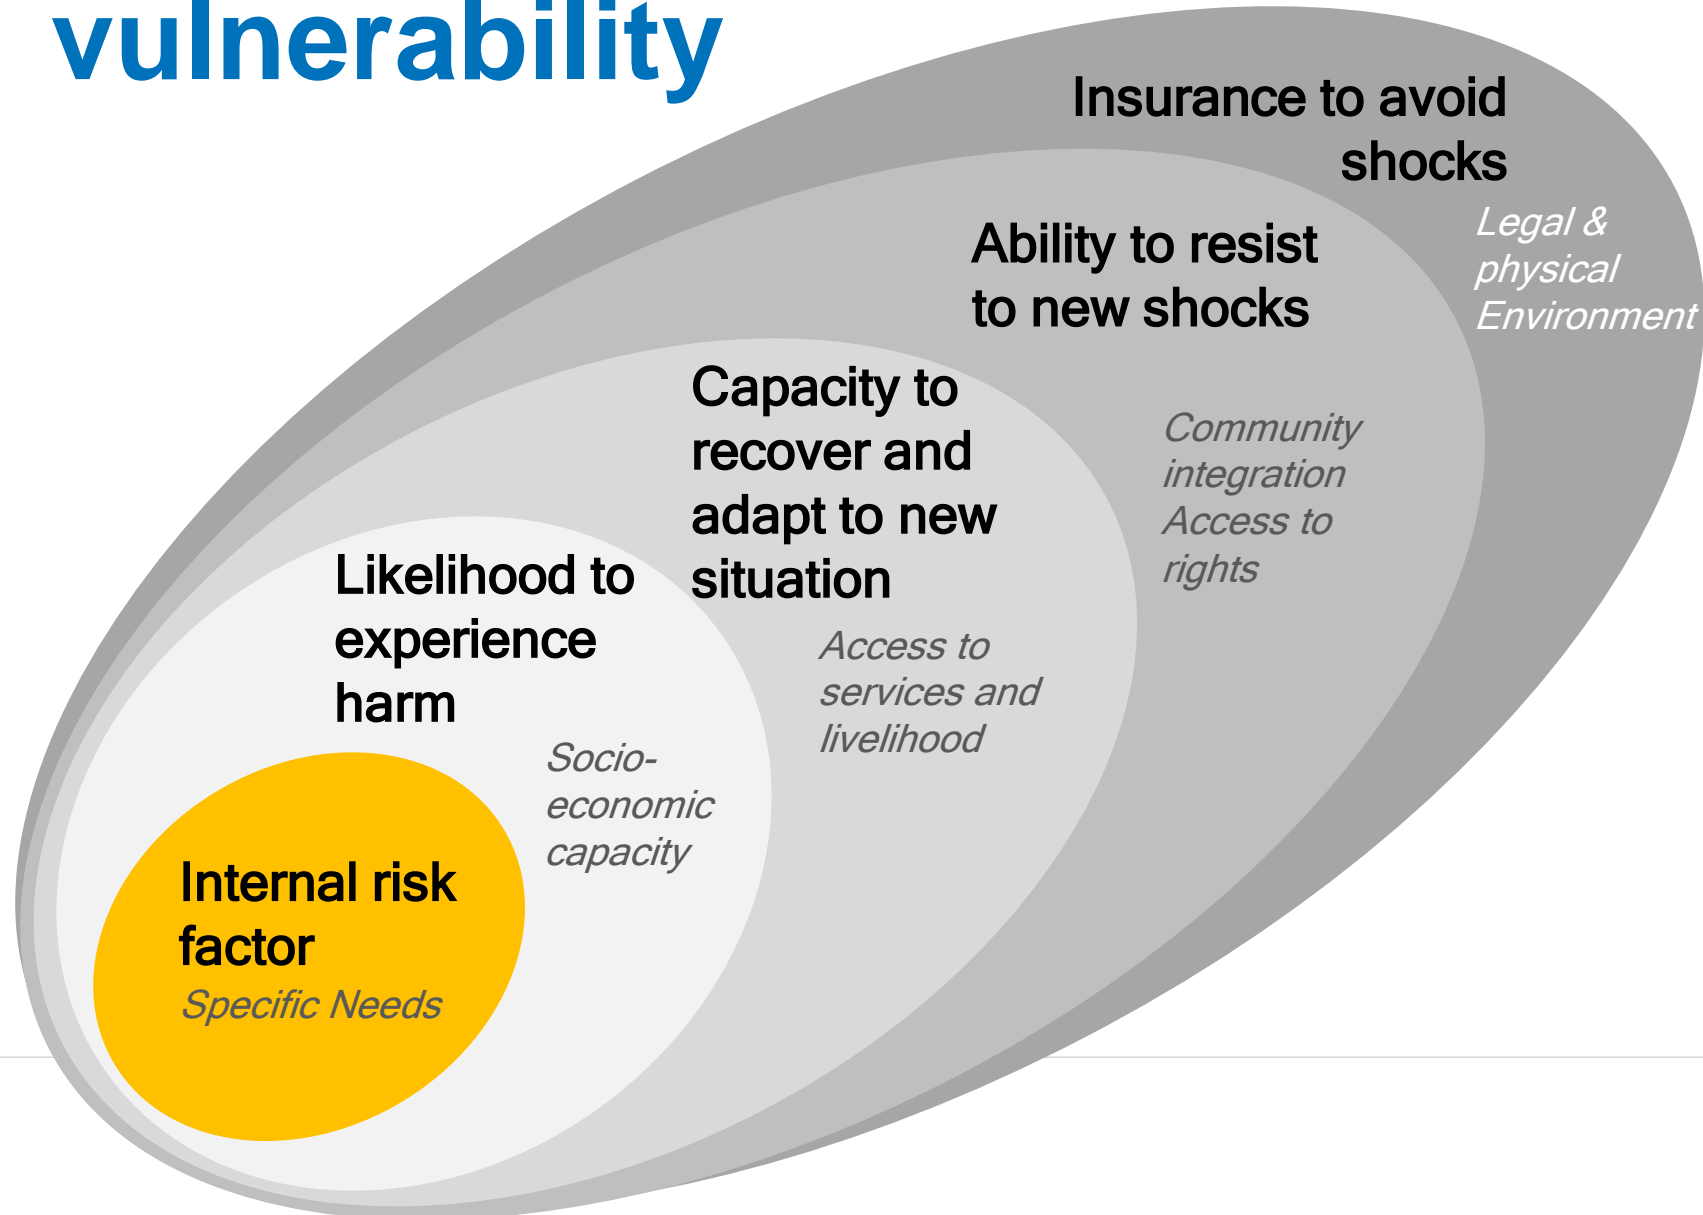 vulnerability
Insurance to avoid
shocks
Legal &
physical
Environment
Ability to resist
to new shocks
Community
integration
Access to
rights
Capacity to
recover and
adapt to new
situation
Access to
services and
livelihood
Likelihood to
experience
harm
Socio-
economic
capacity
Internal risk
factor
Specific Needs